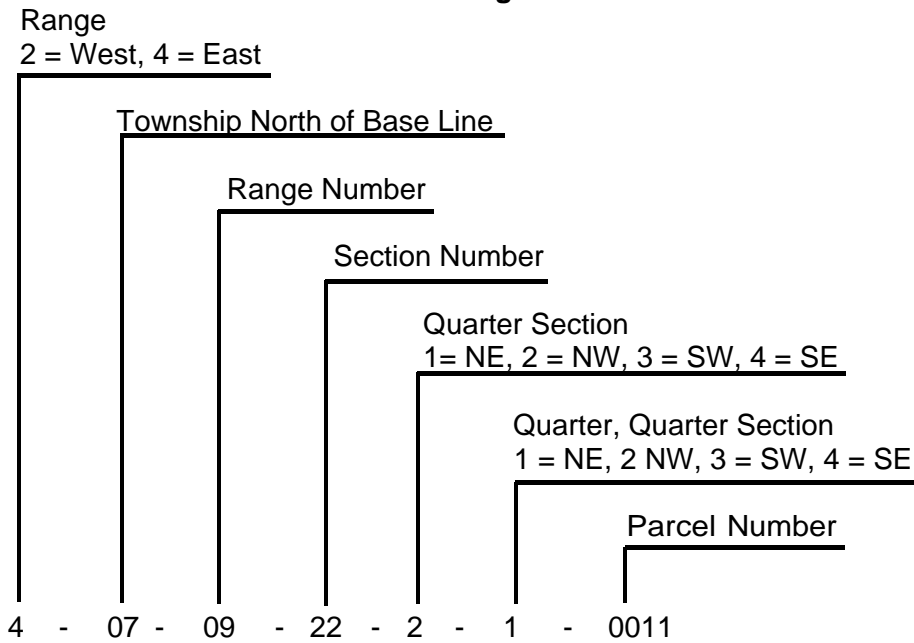 Range
2 = West, 4 = East
Township North of Base Line
Range Number
Section Number
Quarter Section
1= NE, 2 = NW, 3 = SW, 4 = SE
Quarter, Quarter Section
1 = NE, 2 NW, 3 = SW, 4 = SE
Parcel Number
4 - 07 - 09 - 22 - 2 - 1 - 0011